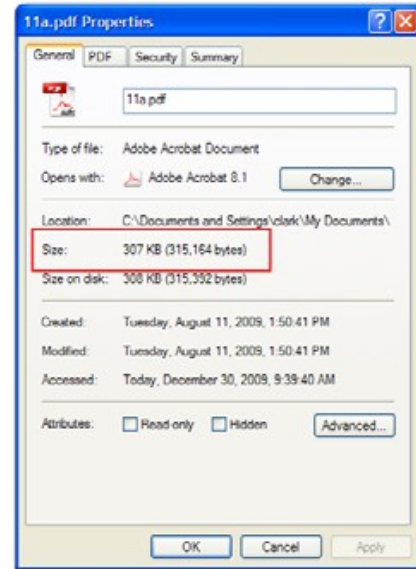 11a.pdf Properties
General PDF Security Summary
11a.pdf
Type of file: Adobe Acrobat Document
Opens with: Adobe Acrobat 8.1 Change...
Location: C:\Documents and Settings\clark\My Documents\
Size: 307 KB (315,164 bytes)
Size on disk: 308 KB (315,392 bytes)
Created: Tuesday, August 11, 2009, 1:50:41 PM
Modified: Tuesday, August 11, 2009, 1:50:41 PM
Accessed: Today, December 30, 2009, 9:39:40 AM
Attributes: Read-only Hidden Advanced...
OK Cancel Apply